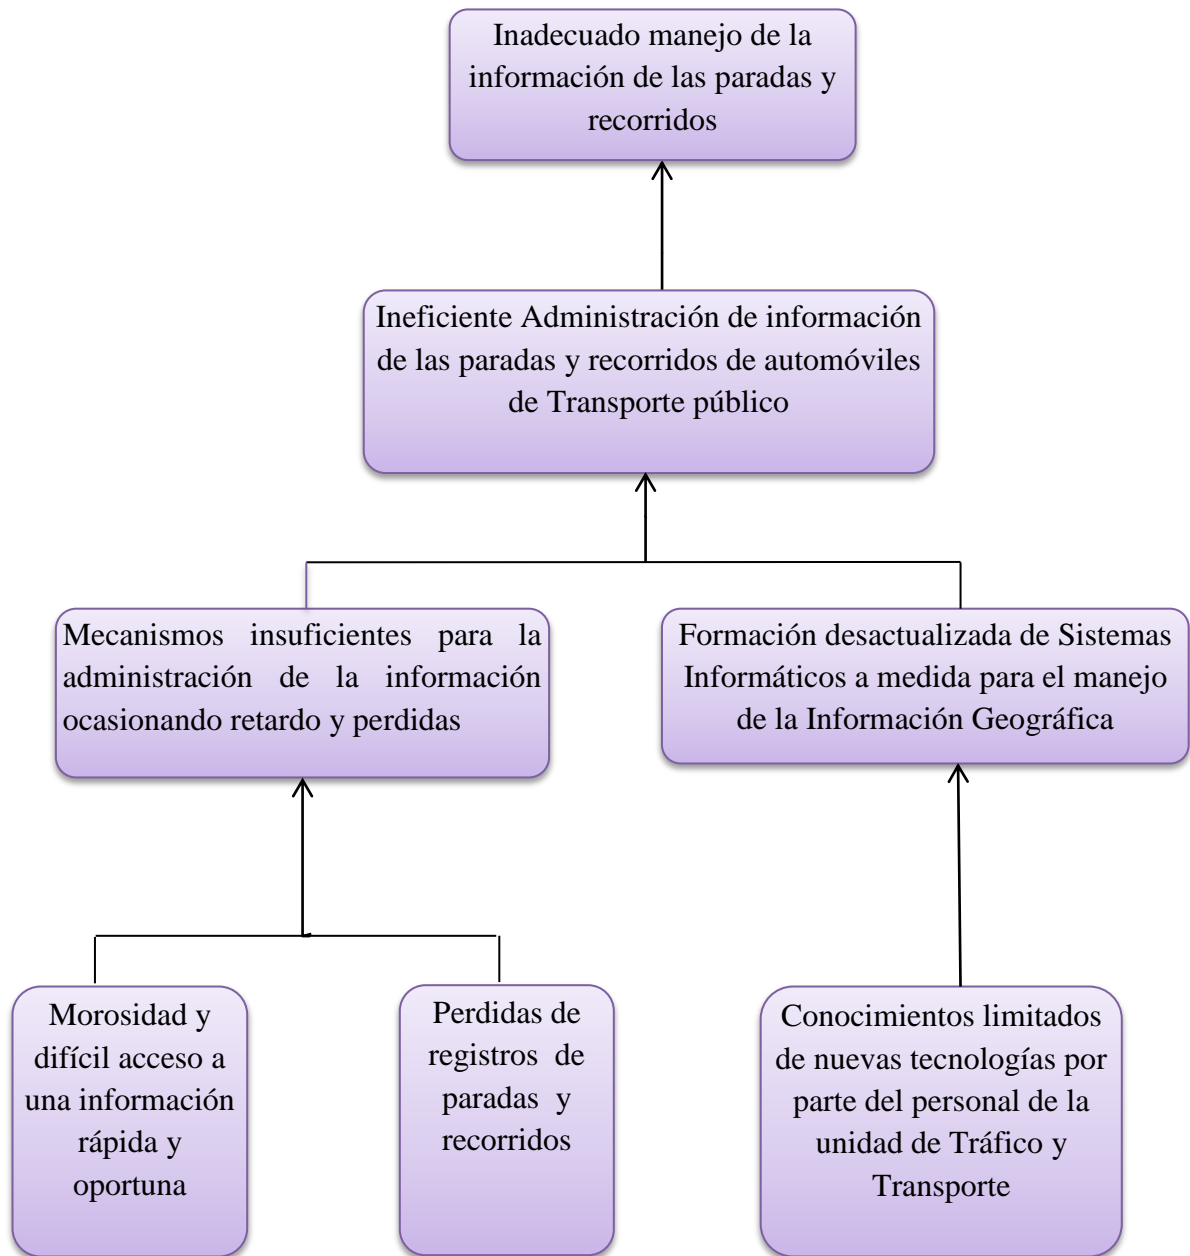 Inadecuado manejo de la
información de las paradas y
recorridos
Ineficiente Administración de información
de las paradas y recorridos de automóviles
de Transporte público
Mecanismos insuficientes para la
administración de la información
ocasionando retardo y perdidas
Formación desactualizada de Sistemas
Informáticos a medida para el manejo
de la Información Geográfica
Morosidad y
difícil acceso a
una información
rápida y
oportuna
Perdidas de
registros de
paradas y
recorridos
Conocimientos limitados
de nuevas tecnologías por
parte del personal de la
unidad de Tráfico y
Transporte